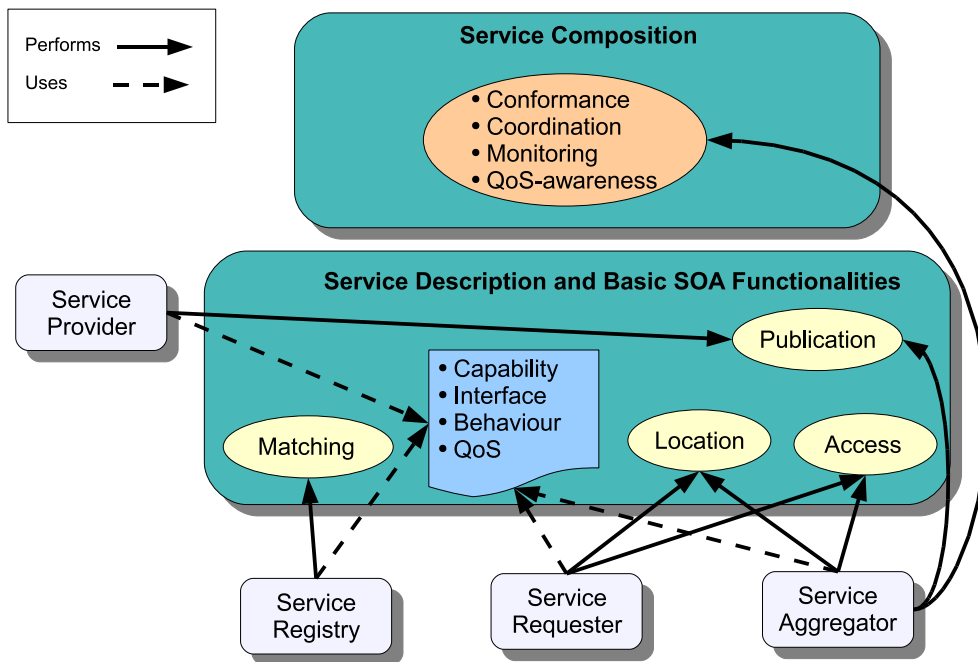 Performs
Uses
Service Composition
• Conformance
• Coordination
• Monitoring
• QoS-awareness
Service Description and Basic SOA Functionalities
Service
Provider
Publication
• Capability
• Interface
• Behaviour
• QoS
Matching
Location
Access
Service
Registry
Service
Requester
Service
Aggregator